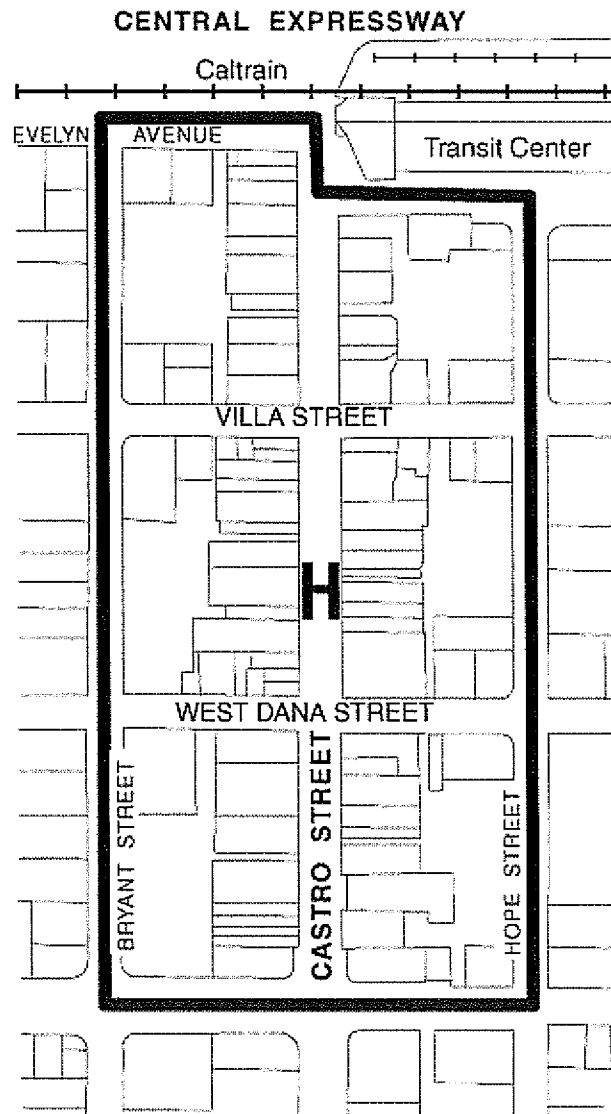 CENTRAL EXPRESSWAY
Caltrain
EVELYN AVENUE
Transit Center
VILLA STREET
H
WEST DANA STREET
BRYANT STREET
CASTRO STREET
HOPE STREET